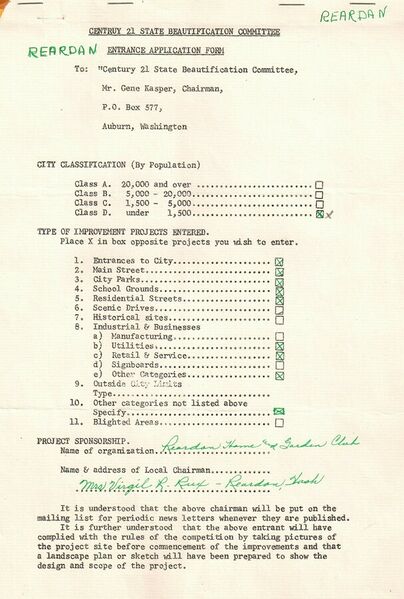 REARDAN
CENTRUY 21 STATE BEAUTIFICATION COMMITTEE
REARDAN ENTRANCE APPLICATION FORM
To: "Century 21 State Beautification Committee,
Mr. Gene Kasper, Chairman,
P.O. Box 577,
Auburn, Washington
CITY CLASSIFICATION (By Population)
Class A. 20,000 and over
Class B. 5,000 - 20,000
Class C. 1,500 - 5,000
Class D. under 1,500 X
TYPE OF IMPROVEMENT PROJECTS ENTERED.
Place X in box opposite projects you wish to enter.
1. Entrances to City
2. Main Street
3. City Parks
4. School Grounds
5. Residential Streets
6. Scenic Drives
7. Historical sites
8. Industrial & Businesses
a) Manufacturing
b) Utilities
c) Retail & Service
d) Signboards
e) Other Categories
9. Outside City Limits
Type
10. Other categories not listed above
Specify
11. Blighted Areas
PROJECT SPONSORSHIP.
Name of organization Reardan Home and Garden Club
Name & address of Local Chairman
Mrs Virgil R. Rux - Reardan, Wash
It is understood that the above chairman will be put on the
mailing list for periodic news letters whenever they are published.
It is further understood that the above entrant will have
complied with the rules of the competition by taking pictures of
the project site before commencement of the improvements and that a
landscape plan or sketch will have been prepared to show the
design and scope of the project.